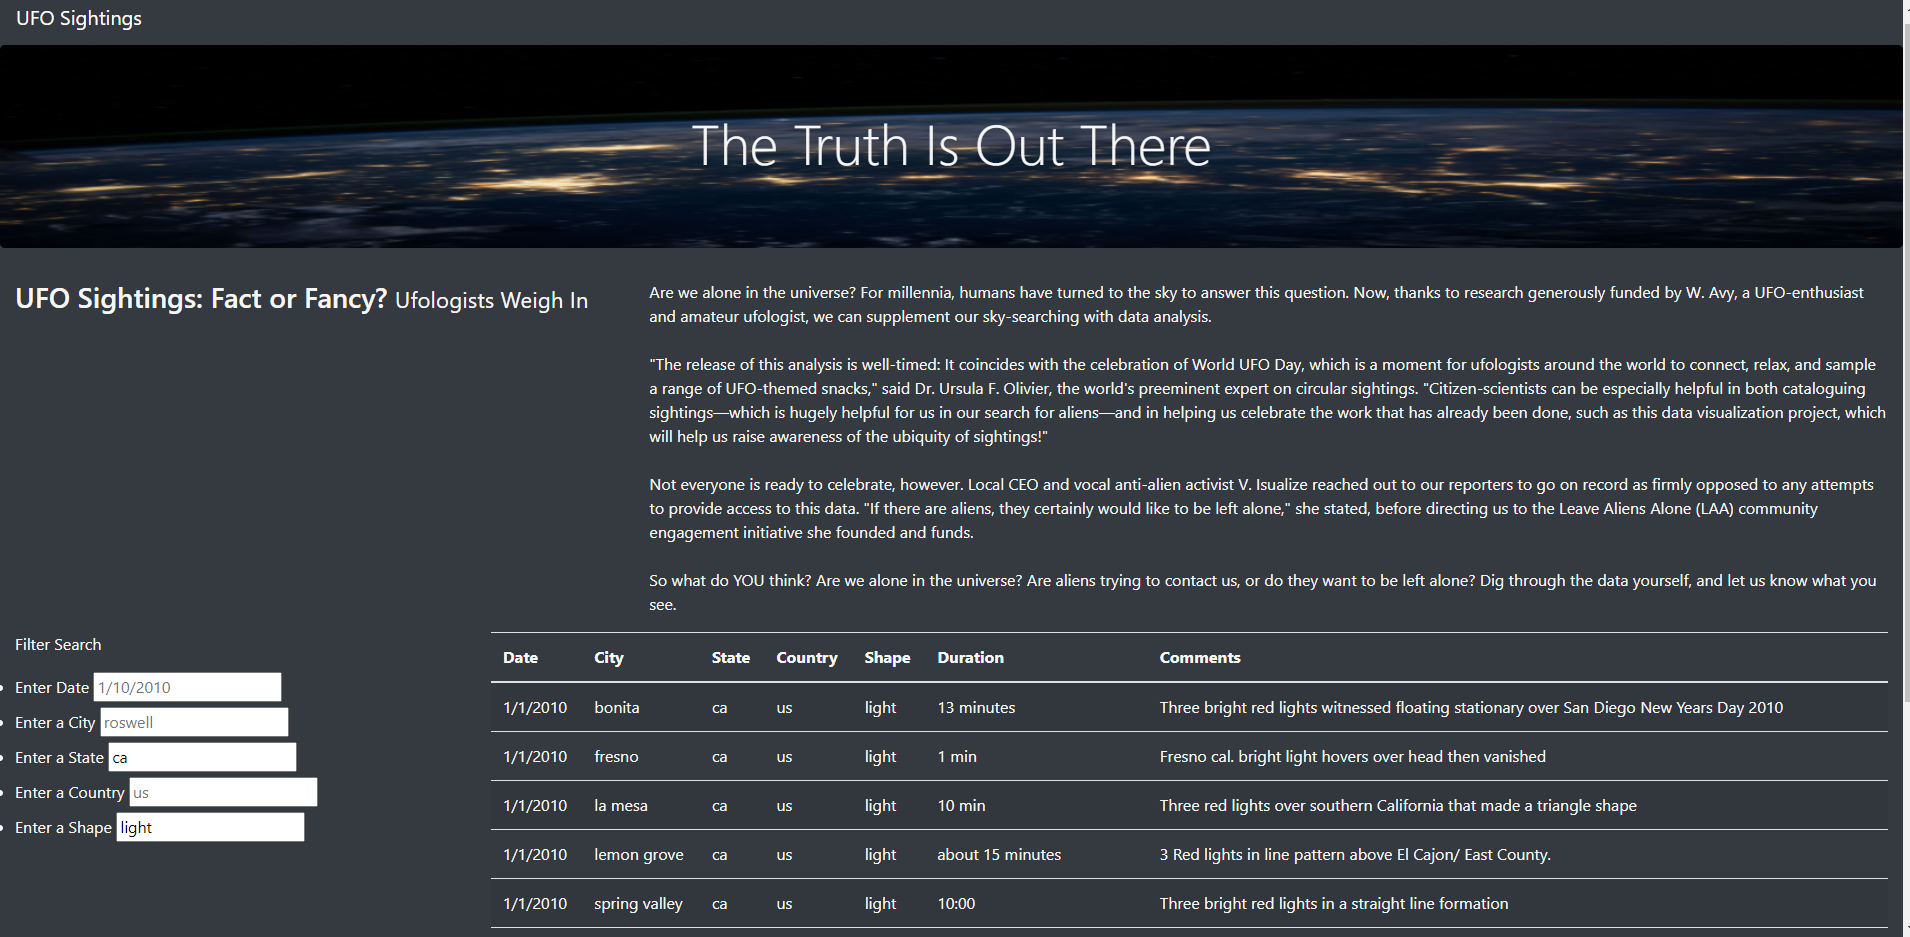 UFO Sightings
The Truth Is Out There
UFO Sightings: Fact or Fancy? Ufologists Weigh In
Are we alone in the universe? For millennia, humans have turned to the sky to answer this question. Now, thanks to research generously funded by W. Avy, a UFO-enthusiast
and amateur ufologist, we can supplement our sky-searching with data analysis.
"The release of this analysis is well-timed: It coincides with the celebration of World UFO Day, which is a moment for ufologists around the world to connect, relax, and sample
a range of UFO-themed snacks," said Dr. Ursula F. Olivier, the world's preeminent expert on circular sightings. "Citizen-scientists can be especially helpful in both cataloguing
sightings—which is hugely helpful for us in our search for aliens—and in helping us celebrate the work that has already been done, such as this data visualization project, which
will help us raise awareness of the ubiquity of sightings!"
Not everyone is ready to celebrate, however. Local CEO and vocal anti-alien activist V. Isualize reached out to our reporters to go on record as firmly opposed to any attempts
to provide access to this data. "If there are aliens, they certainly would like to be left alone," she stated, before directing us to the Leave Aliens Alone (LAA) community
engagement initiative she founded and funds.
So what do YOU think? Are we alone in the universe? Are aliens trying to contact us, or do they want to be left alone? Dig through the data yourself, and let us know what you
see.
Filter Search
Enter Date 1/10/2010
Enter a City roswell
Enter a State ca
Enter a Country us
Enter a Shape light
Date City State Country Shape Duration Comments
1/1/2010 bonita ca us light 13 minutes Three bright red lights witnessed floating stationary over San Diego New Years Day 2010
1/1/2010 fresno ca us light 1 min Fresno cal. bright light hovers over head then vanished
1/1/2010 la mesa ca us light 10 min Three red lights over southern California that made a triangle shape
1/1/2010 lemon grove ca us light about 15 minutes 3 Red lights in line pattern above El Cajon/ East County.
1/1/2010 spring valley ca us light 10:00 Three bright red lights in a straight line formation